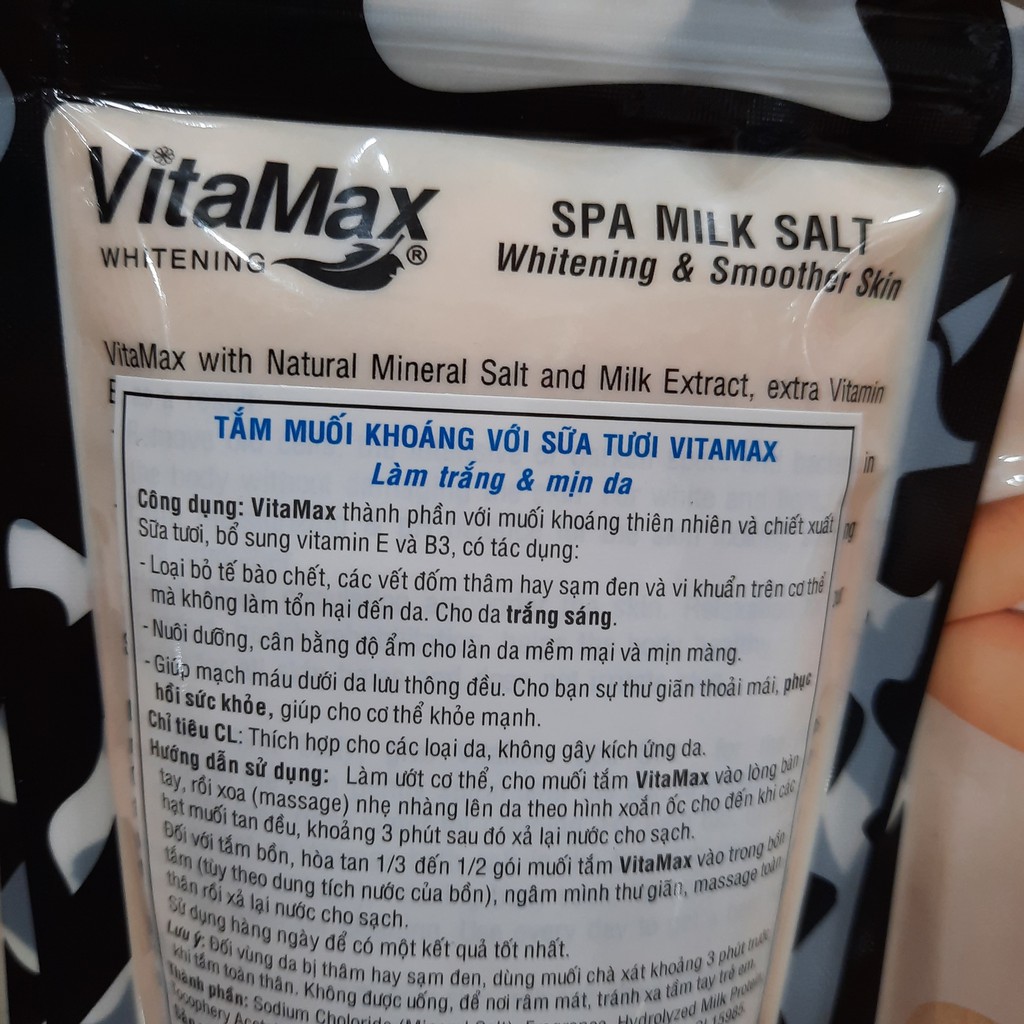 VitaMax®
WHITENING
SPA MILK SALT
Whitening & Smoother Skin
VitaMax with Natural Mineral Salt and Milk Extract, extra Vitamin
E
in
TẮM MUỐI KHOÁNG VỚI SỮA TƯƠI VITAMAX
Làm trắng & mịn da
Công dụng: VitaMax thành phần với muối khoáng thiên nhiên và chiết xuất
Sữa tươi, bổ sung vitamin E và B3, có tác dụng:
- Loại bỏ tế bào chết, các vết đốm thâm hay sạm đen và vi khuẩn trên cơ thể
mà không làm tổn hại đến da. Cho da trắng sáng.
- Nuôi dưỡng, cân bằng độ ẩm cho làn da mềm mại và mịn màng.
- Giúp mạch máu dưới da lưu thông đều. Cho bạn sự thư giãn thoải mái, phục
hồi sức khỏe, giúp cho cơ thể khỏe mạnh.
Chỉ tiêu CL: Thích hợp cho các loại da, không gây kích ứng da.
Hướng dẫn sử dụng: Làm ướt cơ thể, cho muối tắm VitaMax vào lòng bàn
tay, rồi xoa (massage) nhẹ nhàng lên da theo hình xoắn ốc cho đến khi các
hạt muối tan đều, khoảng 3 phút sau đó xả lại nước cho sạch.
Đối với tắm bồn, hòa tan 1/3 đến 1/2 gói muối tắm VitaMax vào trong bồn
tắm (tùy theo dung tích nước của bồn), ngâm mình thư giãn, massage toàn
thân rồi xả lại nước cho sạch.
Sử dụng hàng ngày để có một kết quả tốt nhất.
Lưu ý: Đối vùng da bị thâm hay sạm đen, dùng muối chà xát khoảng 3 phút trước
khi tắm toàn thân. Không được uống, để nơi râm mát, tránh xa tầm tay trẻ em.
Thành phần: Sodium Choloride (Mineral Salt), Fragrance, Hydrolyzed Milk Protein,